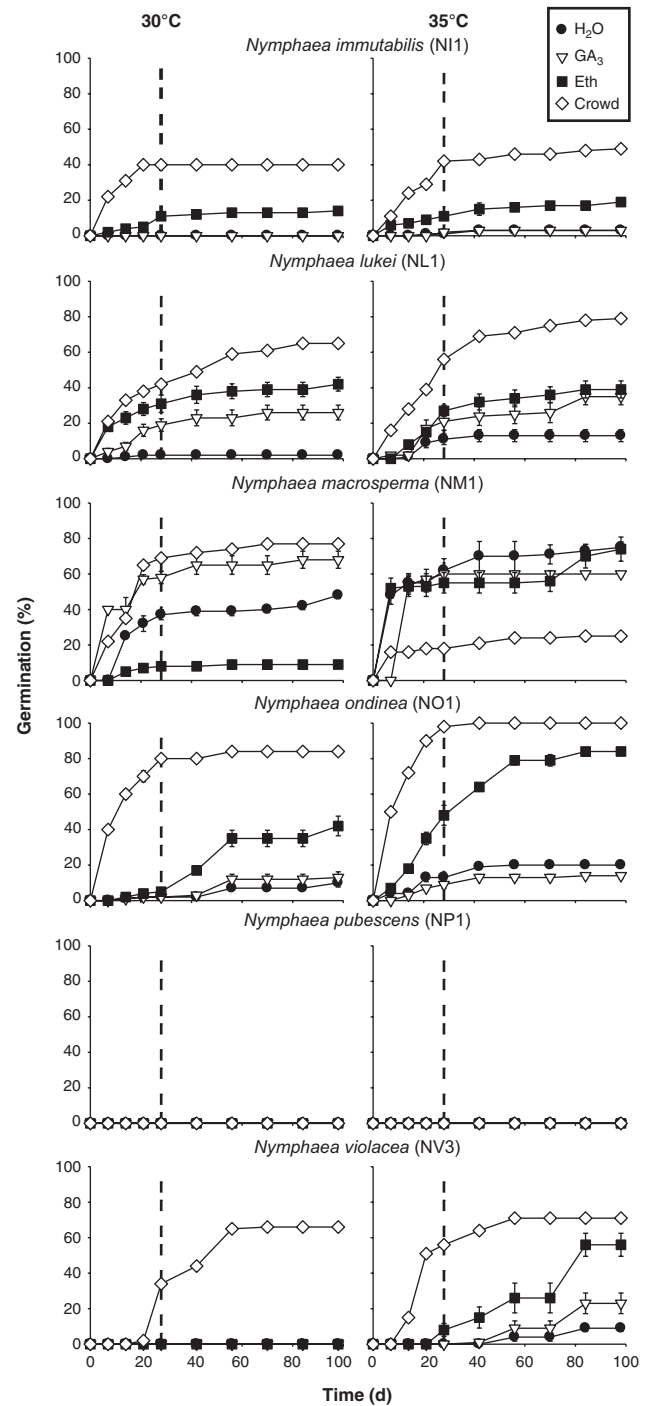 30°C 35°C
H₂O
GA₃
Eth
Crowd
Nymphaea immutabilis (NI1)
100
80
60
40
20
0
Nymphaea lukei (NL1)
100
80
60
40
20
0
Nymphaea macrosperma (NM1)
100
80
60
40
20
0
Germination (%)
Nymphaea ondinea (NO1)
100
80
60
40
20
0
Nymphaea pubescens (NP1)
100
80
60
40
20
0
Nymphaea violacea (NV3)
100
80
60
40
20
0
0 20 40 60 80 100 0 20 40 60 80 100
Time (d)